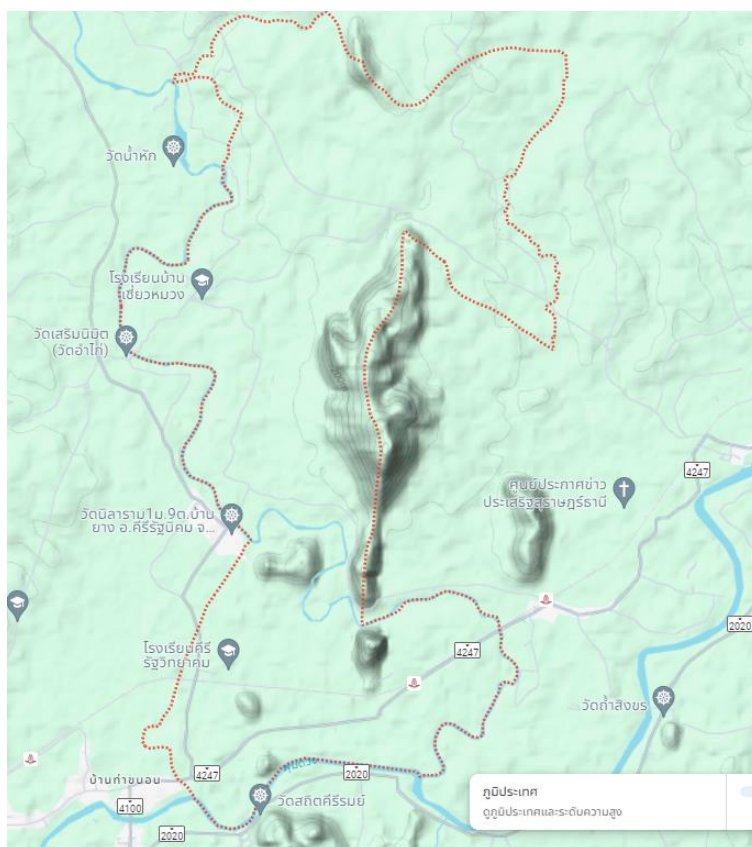 วัดน้ำหัก
โรงเรียนบ้าน
เชี่ยวหมวง
วัดเสริมนิมิต
(วัดอำไก่)
4247
ศูนย์ประกาศข่าว
ประเสริฐสุราษฎร์ธานี
วัดนิลาราม1ม.9ต.บ้าน
ยาง อ.คีรีรัฐนิคม จ...
2020
โรงเรียนคีรี
รัฐวิทยาคม
4247
วัดถ้ำสิงขร
บ้านท่าขนอน
4247
2020
4100
วัดสถิตคีรีรมย์
2020
ภูมิประเทศ
ดูภูมิประเทศและระดับความสูง